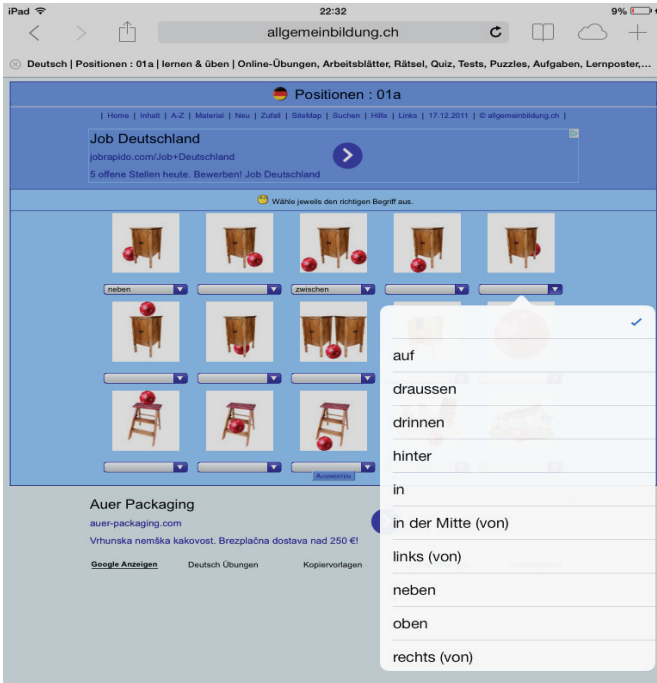 iPad 22:32 9%
allgemeinbildung.ch
Deutsch | Positionen : 01a | lernen & üben | Online-Übungen, Arbeitsblätter, Rätsel, Quiz, Tests, Puzzles, Aufgaben, Lernposter,...
Positionen : 01a
| Home | Inhalt | A-Z | Material | Neu | Zufall | SiteMap | Suchen | Hilfe | Links | 17.12.2011 | © allgemeinbildung.ch |
Job Deutschland
jobrapido.com/Job+Deutschland
5 offene Stellen heute. Bewerben! Job Deutschland
Wähle jeweils den richtigen Begriff aus.
neben zwischen
auf
draussen
drinnen
hinter
in
in der Mitte (von)
links (von)
neben
oben
rechts (von)
Auswertung
Auer Packaging
auer-packaging.com
Vrhunska nemška kakovost. Brezplačna dostava nad 250 €!
Google Anzeigen Deutsch Übungen Kopiervorlagen